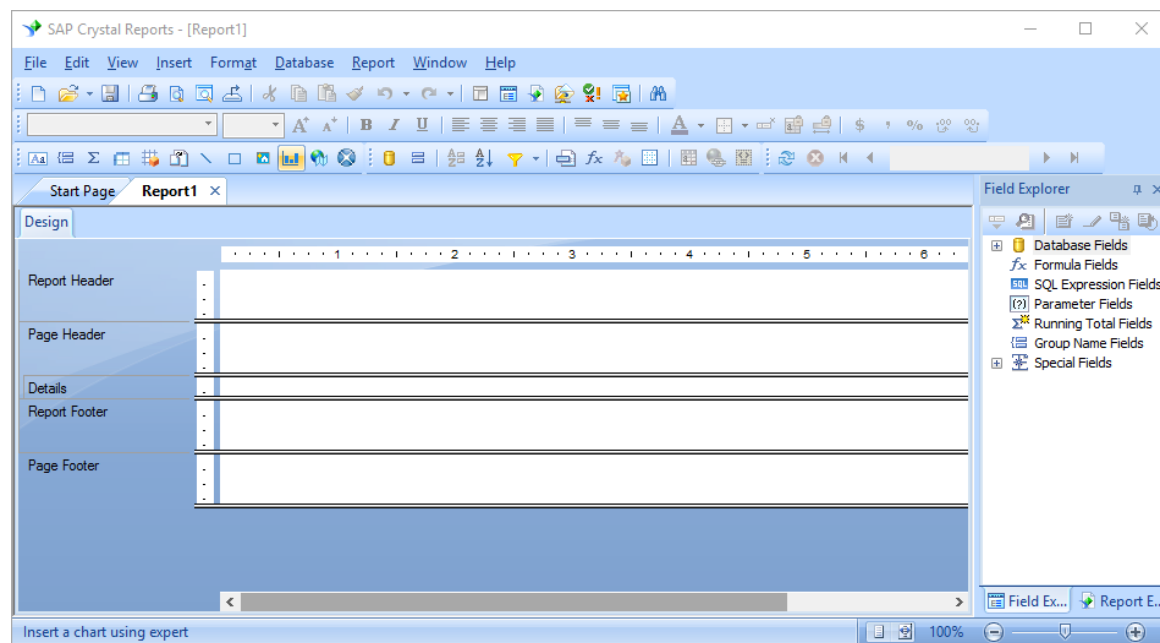 SAP Crystal Reports - [Report1]
File Edit View Insert Format Database Report Window Help
Start Page Report1
Field Explorer
Design
1 2 3 4 5 6
Database Fields
Formula Fields
SQL Expression Fields
Parameter Fields
Running Total Fields
Group Name Fields
Special Fields
Report Header
Page Header
Details
Report Footer
Page Footer
Field Ex... Report E..
Insert a chart using expert
100%